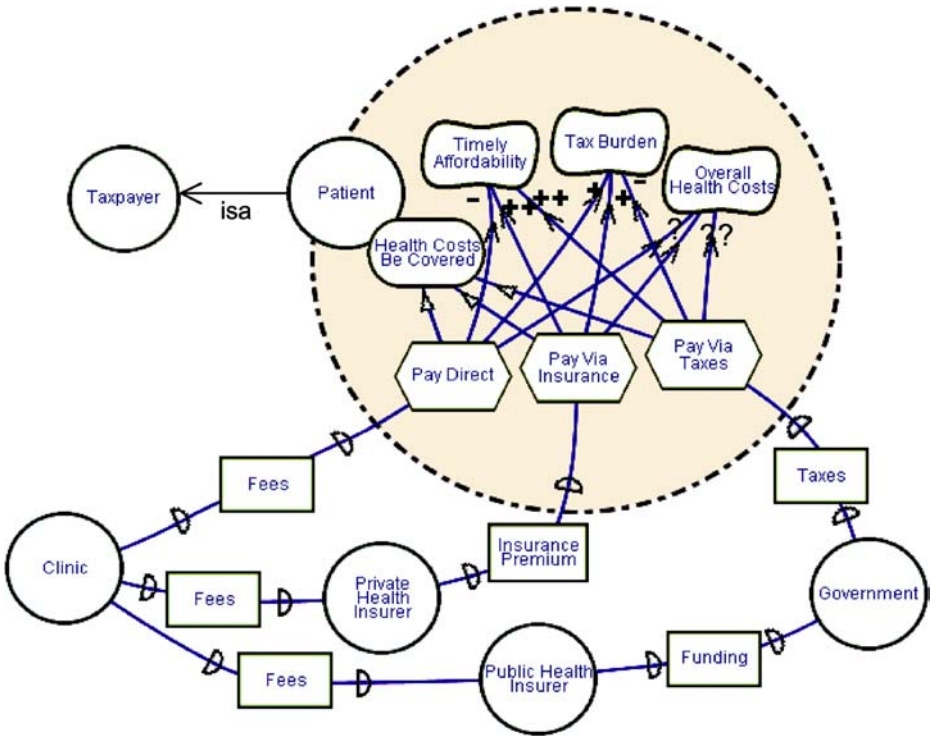 Timely
Affordability
Tax Burden
Overall
Health Costs
Taxpayer
isa
Patient
Health Costs
Be Covered
-
++
++
+
+
-
?
?
?
Pay Direct
Pay Via
Insurance
Pay Via
Taxes
Fees
Taxes
Insurance
Premium
Clinic
Fees
Private
Health
Insurer
Government
Fees
Public Health
Insurer
Funding